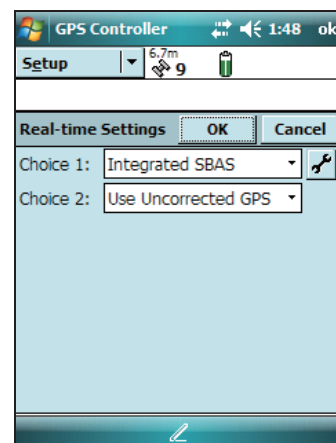 GPS Controller 1:48 ok
Setup 6.7m 9
Real-time Settings OK Cancel
Choice 1: Integrated SBAS
Choice 2: Use Uncorrected GPS